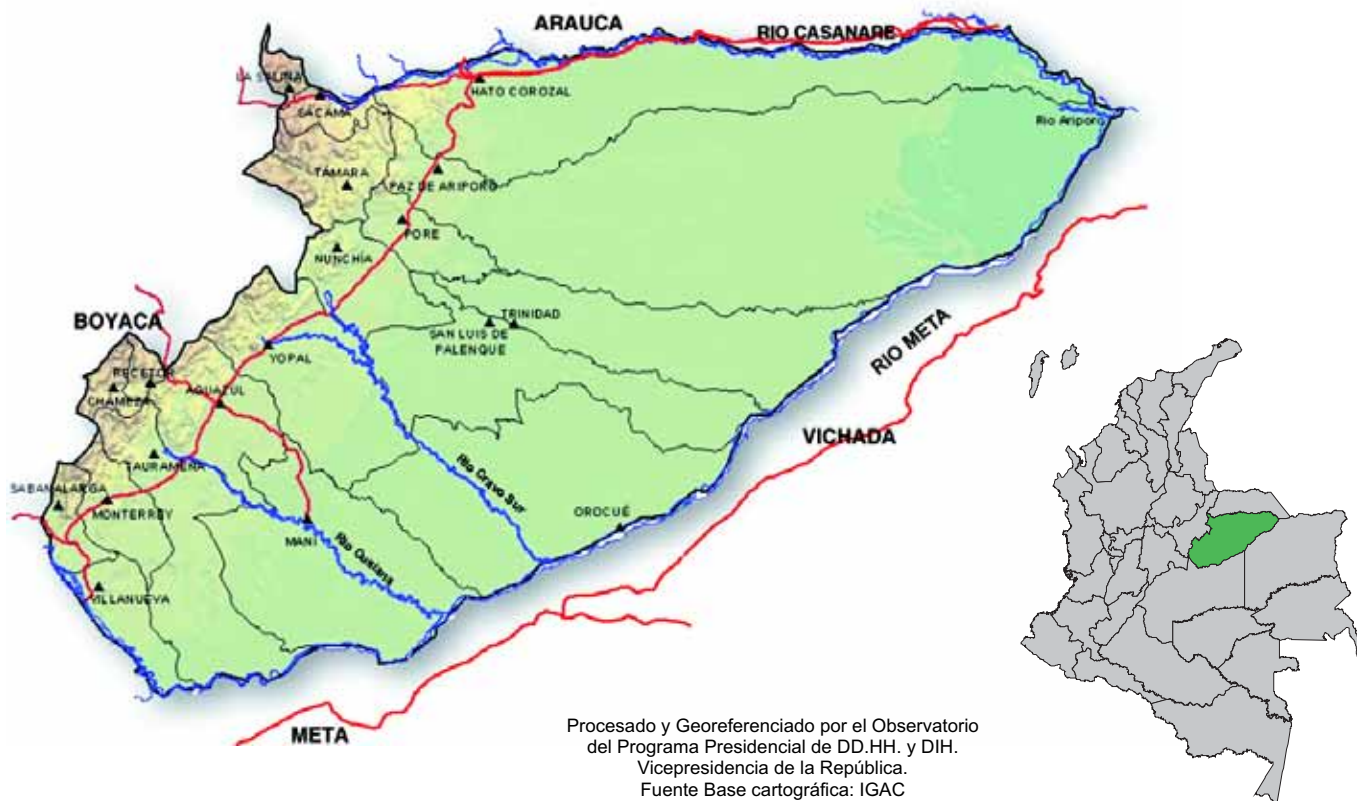 ARAUCA
RIO CASANARE
LA SALINA
SACAMA
HATO COROZAL
Rio Ariporo
TAMARA
PAZ DE ARIPORO
PORE
NUNCHÍA
BOYACA
TRINIDAD
SAN LUIS DE
PALENQUE
YOPAL
RIO META
RECETOR
CHAMEZA
AGUAZUL
VICHADA
TAURAMENA
Rio Cravo Sur
SABANALARGA
MONTERREY
OROCUÉ
MANÍ
Rio Cusiana
VILLANUEVA
META
Procesado y Georeferenciado por el Observatorio
del Programa Presidencial de DD.HH. y DIH.
Vicepresidencia de la República.
Fuente Base cartográfica: IGAC